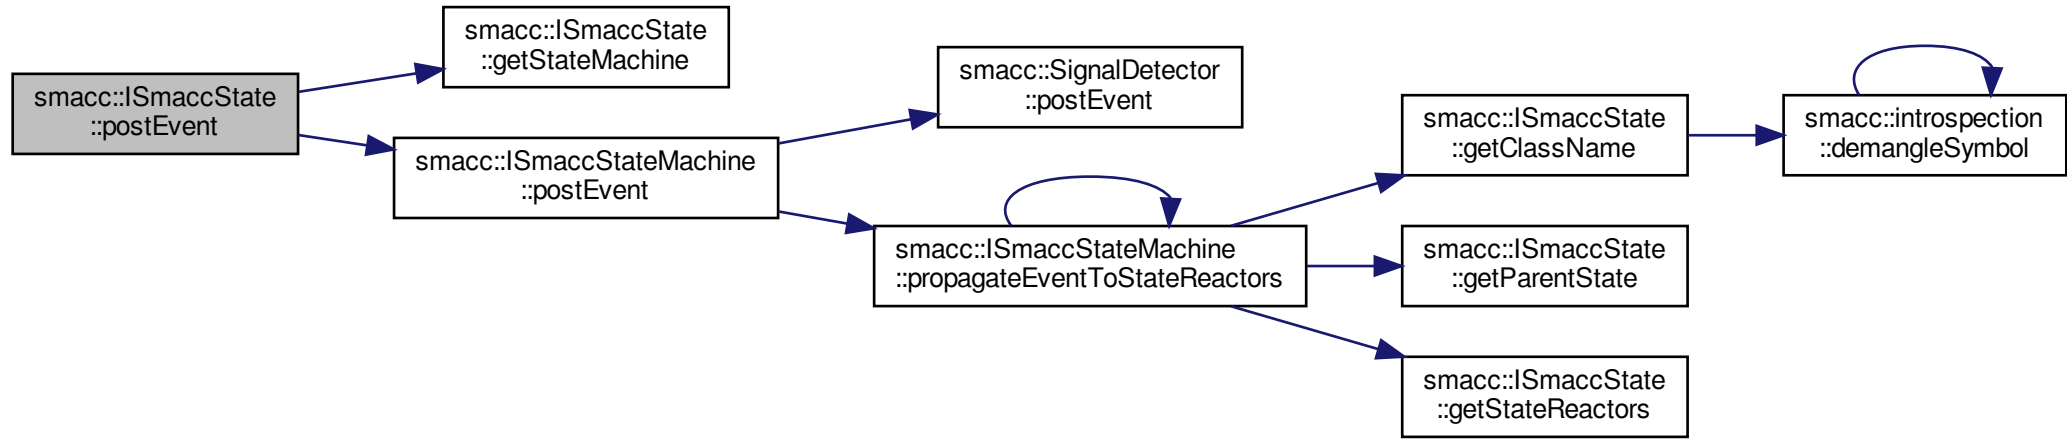 smacc::ISmaccState
::postEvent
smacc::ISmaccState
::getStateMachine
smacc::ISmaccStateMachine
::postEvent
smacc::SignalDetector
::postEvent
smacc::ISmaccStateMachine
::propagateEventToStateReactors
smacc::ISmaccState
::getClassName
smacc::introspection
::demangleSymbol
smacc::ISmaccState
::getParentState
smacc::ISmaccState
::getStateReactors